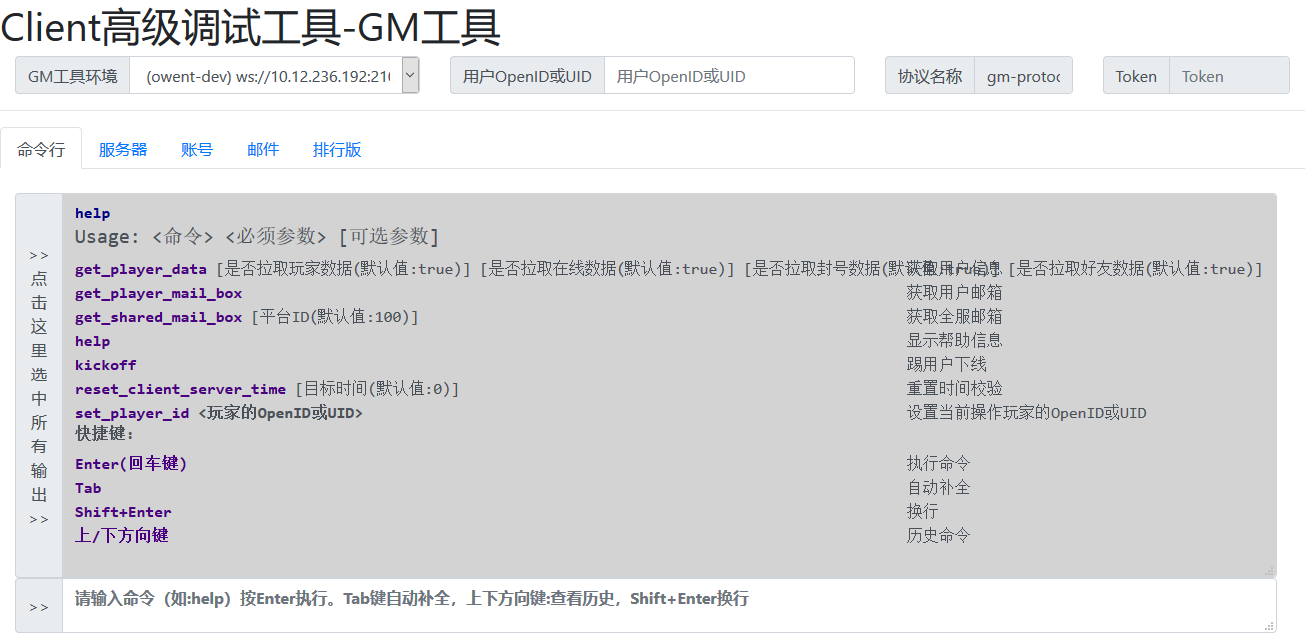 Client高级调试工具-GM工具
GM工具环境 (owent-dev) ws://10.12.236.192:21 用户OpenID或UID 用户OpenID或UID 协议名称 gm-protoc Token Token
命令行 服务器 账号 邮件 排行版
help
Usage: <命令> <必须参数> [可选参数]
get_player_data [是否拉取玩家数据(默认值:true)] [是否拉取在线数据(默认值:true)] [是否拉取封号数据(默认值:true)] [是否拉取好友数据(默认值:true)] 获取用户信息
get_player_mail_box 获取用户邮箱
get_shared_mail_box [平台ID(默认值:100)] 获取全服邮箱
help 显示帮助信息
kickoff 踢用户下线
reset_client_server_time [目标时间(默认值:0)] 重置时间校验
set_player_id <玩家的OpenID或UID> 设置当前操作玩家的OpenID或UID
快捷键:
Enter(回车键) 执行命令
Tab 自动补全
Shift+Enter 换行
上/下方向键 历史命令
>>
点
击
这
里
选
中
所
有
输
出
>>
>> 请输入命令（如:help）按Enter执行。Tab键自动补全，上下方向键:查看历史，Shift+Enter换行